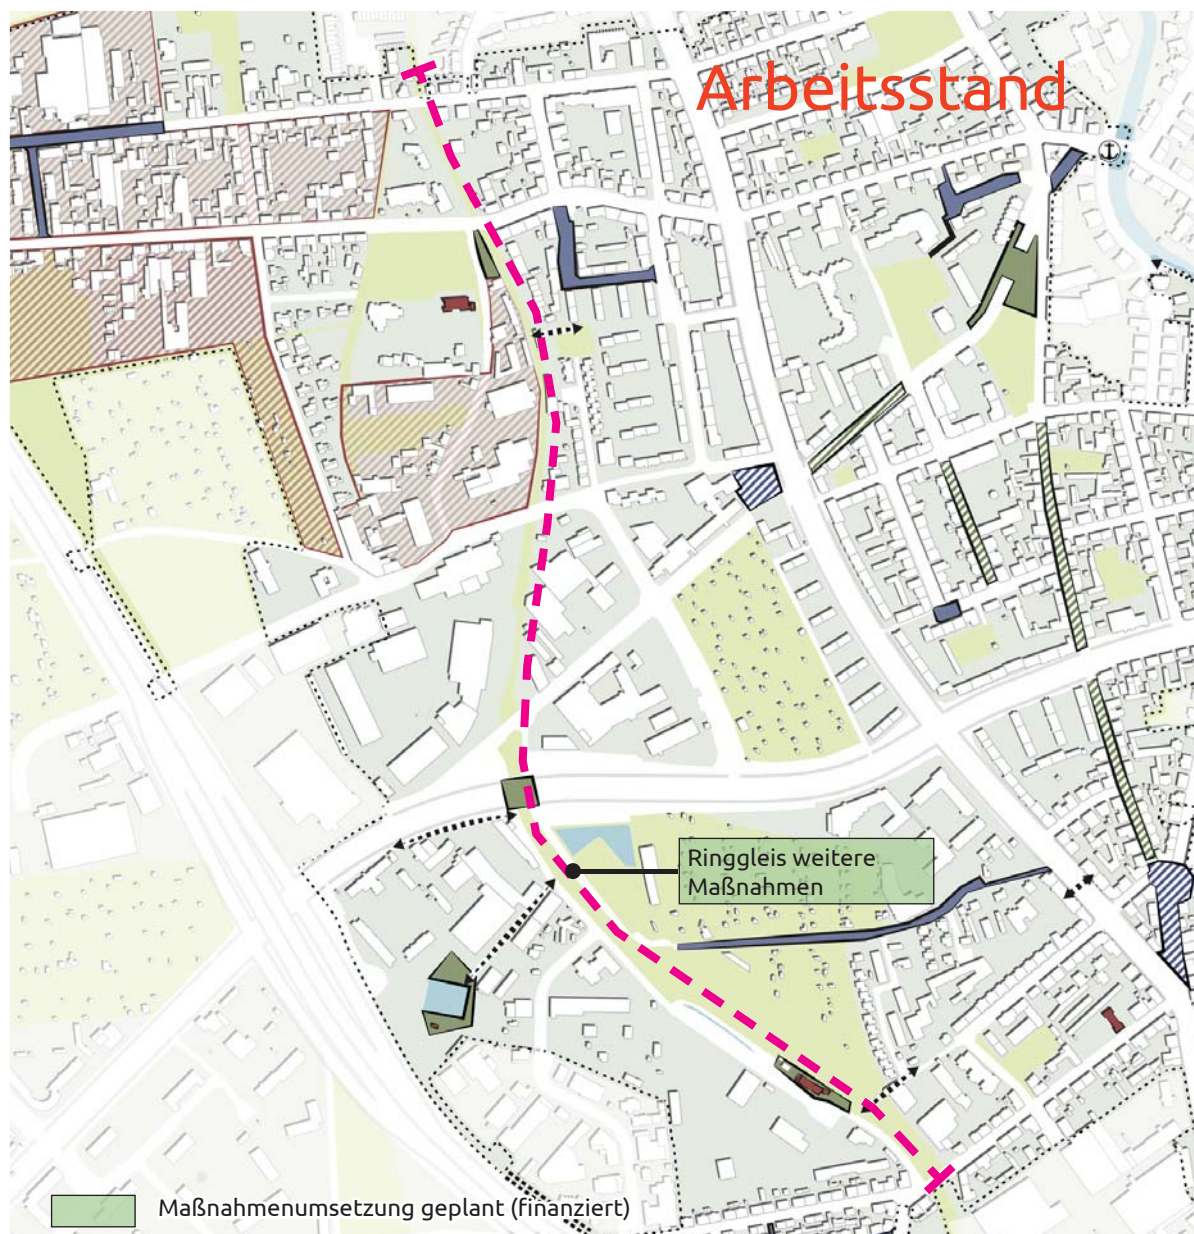 Arbeitsstand
Ringgleis weitere
Maßnahmen
Maßnahmenumsetzung geplant (finanziert)